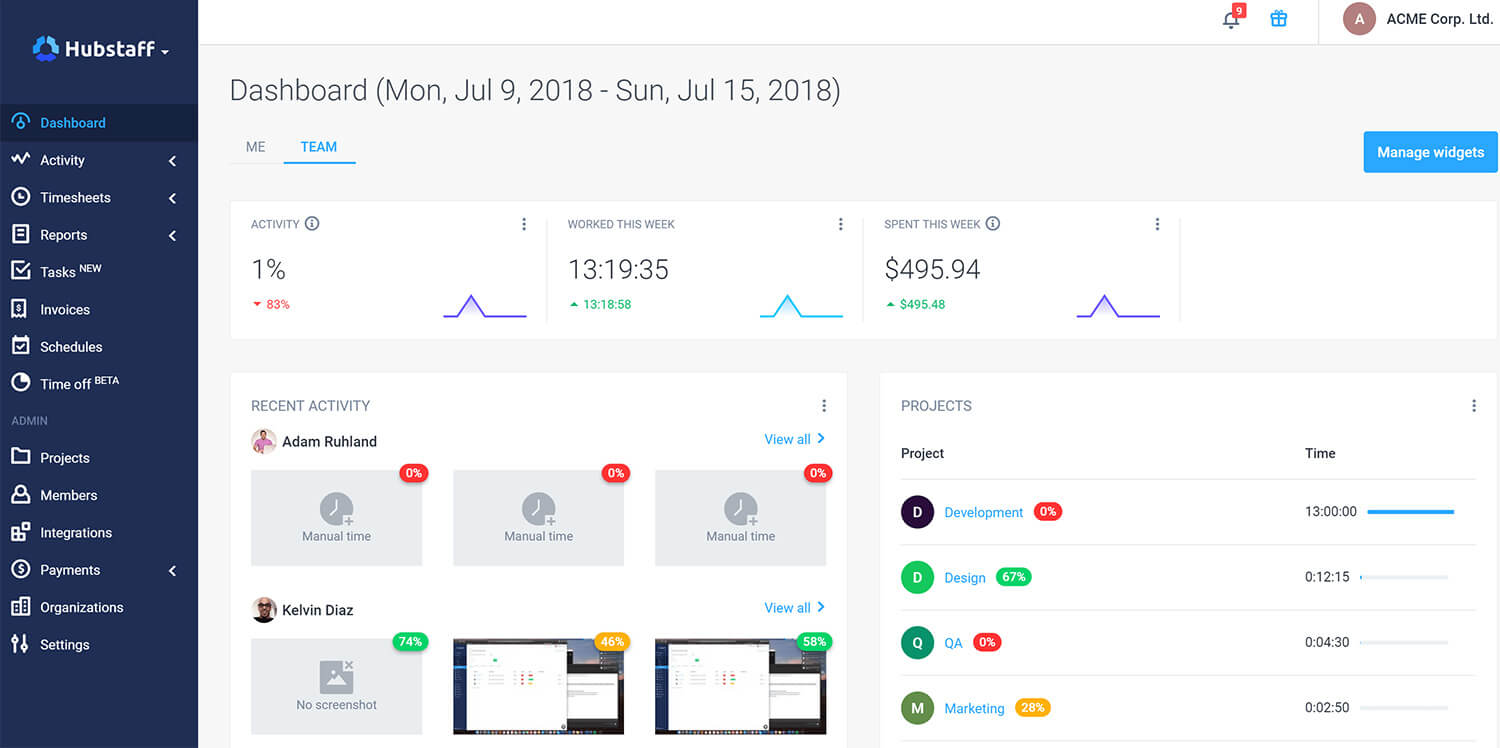 Hubstaff
Dashboard
Activity
Timesheets
Reports
Tasks NEW
Invoices
Schedules
Time off BETA
ADMIN
Projects
Members
Integrations
Payments
Organizations
Settings
9
A ACME Corp. Ltd.
Dashboard (Mon, Jul 9, 2018 - Sun, Jul 15, 2018)
ME TEAM
Manage widgets
ACTIVITY
1%
83%
WORKED THIS WEEK
13:19:35
13:18:58
SPENT THIS WEEK
$495.94
$495.48
RECENT ACTIVITY
Adam Ruhland View all
0% 0% 0%
Manual time Manual time Manual time
Kelvin Diaz View all
74% 46% 58%
No screenshot
PROJECTS
Project Time
D Development 0% 13:00:00
D Design 67% 0:12:15
Q QA 0% 0:04:30
M Marketing 28% 0:02:50